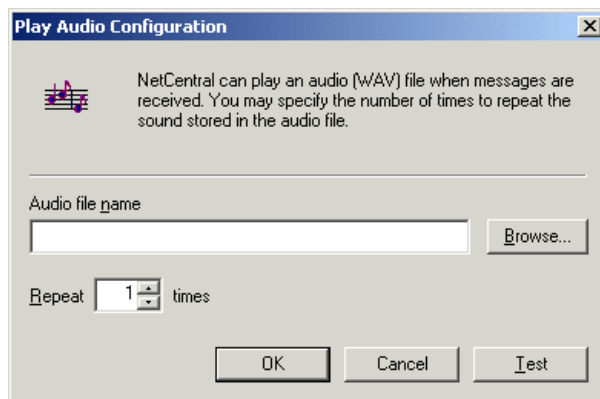 Play Audio Configuration
NetCentral can play an audio (WAV) file when messages are
received. You may specify the number of times to repeat the
sound stored in the audio file.
Audio file name
Browse...
Repeat 1 times
OK Cancel Test